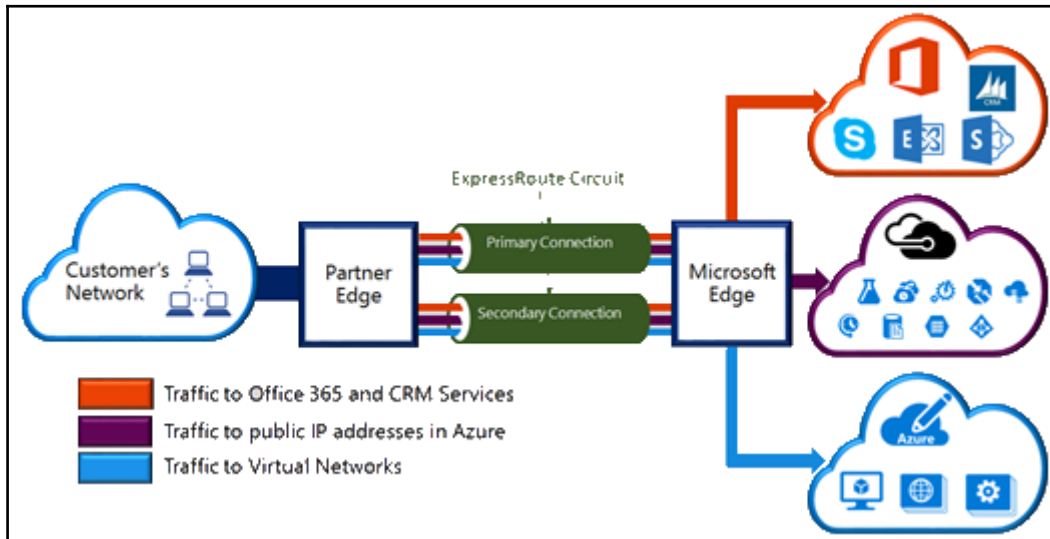 ExpressRoute Circuit
Customer's
Network
Partner
Edge
Primary Connection
Secondary Connection
Microsoft
Edge
CRM
S
E
S
Azure
Traffic to Office 365 and CRM Services
Traffic to public IP addresses in Azure
Traffic to Virtual Networks